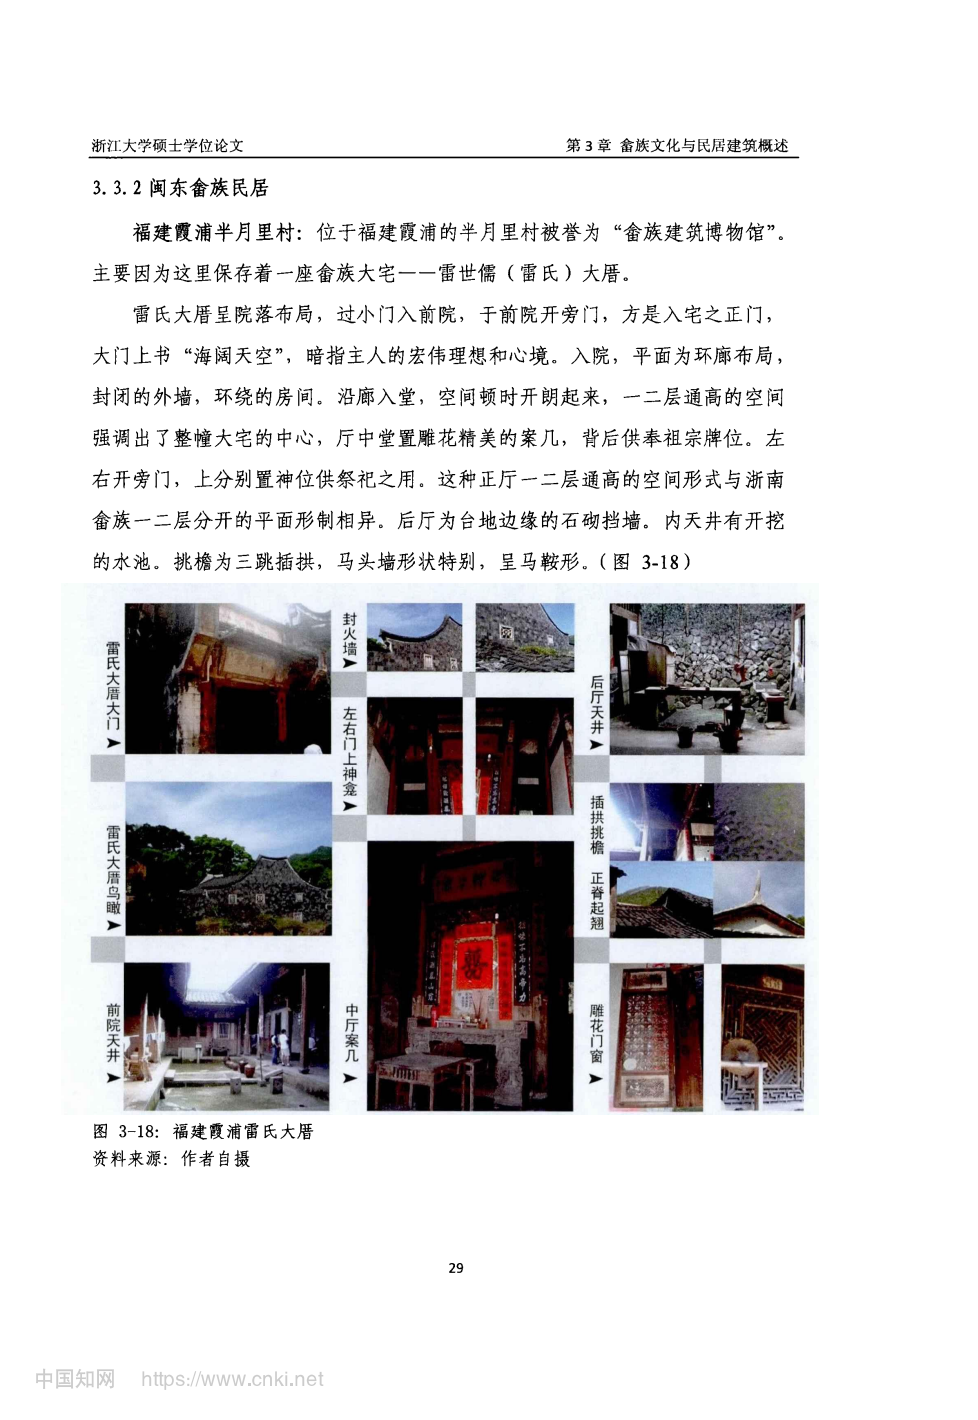 浙江大学硕士学位论文
第 3 章 畲族文化与民居建筑概述
3.3.2 闽东畲族民居
福建霞浦半月里村：位于福建霞浦的半月里村被誉为“畲族建筑博物馆”。
主要因为这里保存着一座畲族大宅——雷世儒（雷氏）大厝。
雷氏大厝呈院落布局，过小门入前院，于前院开旁门，方是入宅之正门，
大门上书“海阔天空”，暗指主人的宏伟理想和心境。入院，平面为环廊布局，
封闭的外墙，环绕的房间。沿廊入堂，空间顿时开朗起来，一二层通高的空间
强调出了整幢大宅的中心，厅中堂置雕花精美的案几，背后供奉祖宗牌位。左
右开旁门，上分别置神位供祭祀之用。这种正厅一二层通高的空间形式与浙南
畲族一二层分开的平面形制相异。后厅为台地边缘的石砌挡墙。内天井有开挖
的水池。挑檐为三跳插拱，马头墙形状特别，呈马鞍形。（图 3-18）
雷氏大厝大门
雷氏大厝鸟瞰
前院天井
封火墙
左右门上神龛
中厅案几
后厅天井
插拱挑檐 正脊起翘
雕花门窗
囍
图 3-18：福建霞浦雷氏大厝
资料来源：作者自摄
29
中国知网 https://www.cnki.net